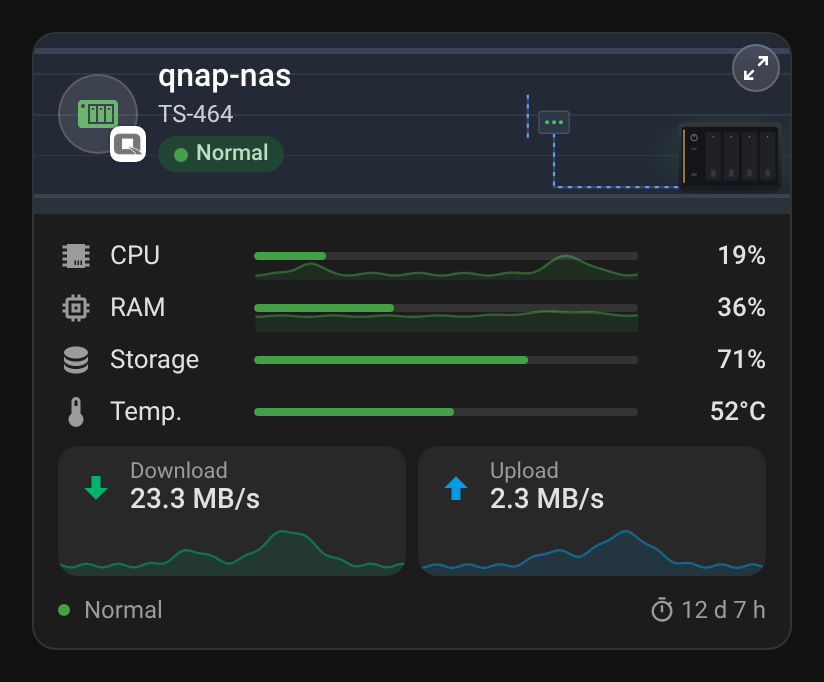 qnap-nas
TS-464
Normal
CPU 19%
RAM 36%
Storage 71%
Temp. 52°C
Download
23.3 MB/s
Upload
2.3 MB/s
Normal 12 d 7 h